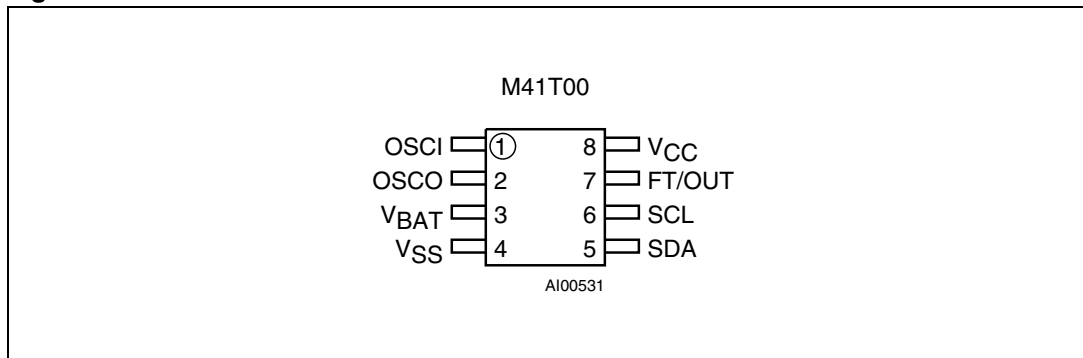 M41T00
OSCI 1 8 VCC
OSCO 2 7 FT/OUT
VBAT 3 6 SCL
VSS 4 5 SDA
AI00531